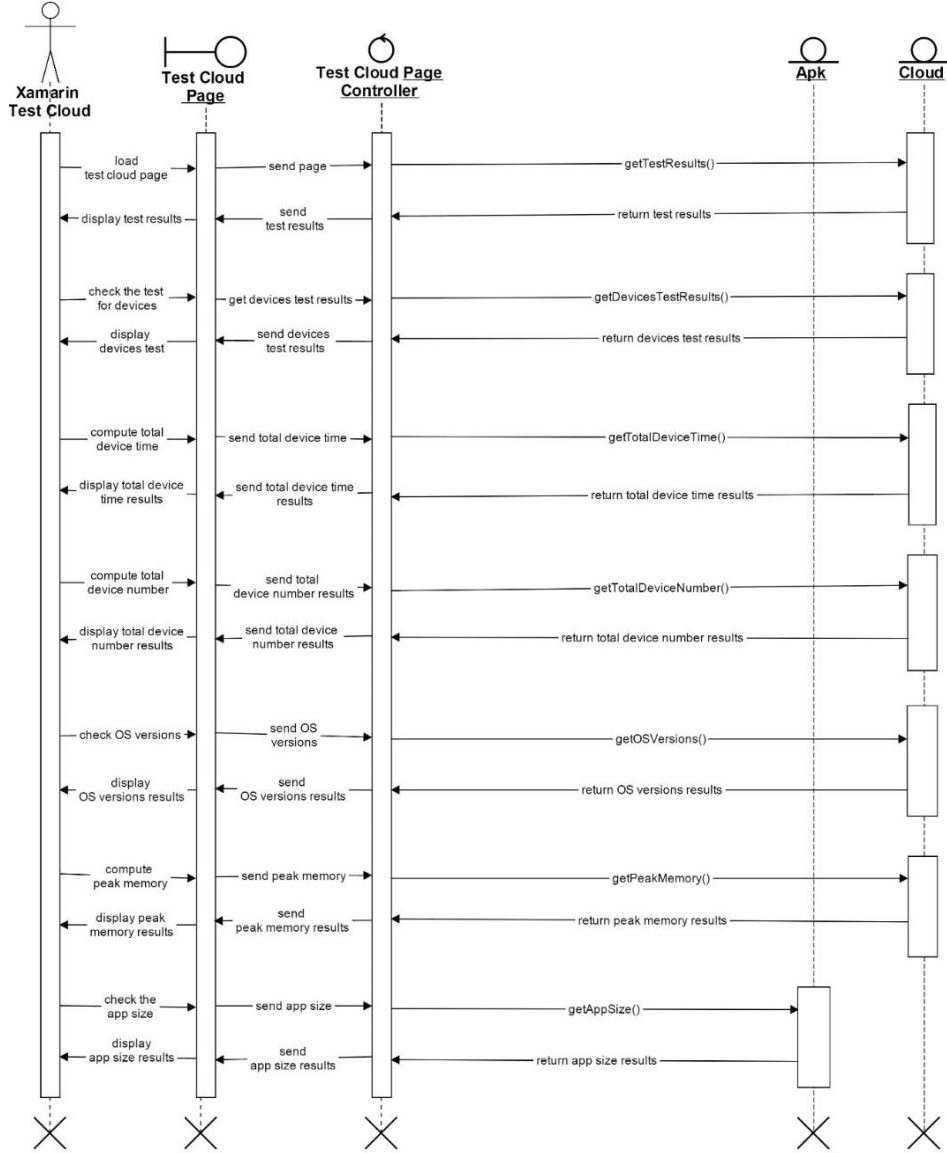 Xamarin
Test Cloud
Test Cloud
Page
Test Cloud Page
Controller
Apk
Cloud
load
test cloud page
send page
getTestResults()
display test results
send
test results
return test results
check the test
for devices
get devices test results
getDevicesTestResults()
display
devices test
send devices
test results
return devices test results
compute total
device time
send total device time
getTotalDeviceTime()
display total device
time results
send total device time
results
return total device time results
compute total
device number
send total
device number results
getTotalDeviceNumber()
display total device
number results
send total device
number results
return total device number results
check OS versions
send OS
versions
getOSVersions()
display
OS versions results
send
OS versions results
return OS versions results
compute
peak memory
send peak memory
getPeakMemory()
display peak
memory results
send
peak memory results
return peak memory results
check the
app size
send app size
getAppSize()
display
app size results
send
app size results
return app size results